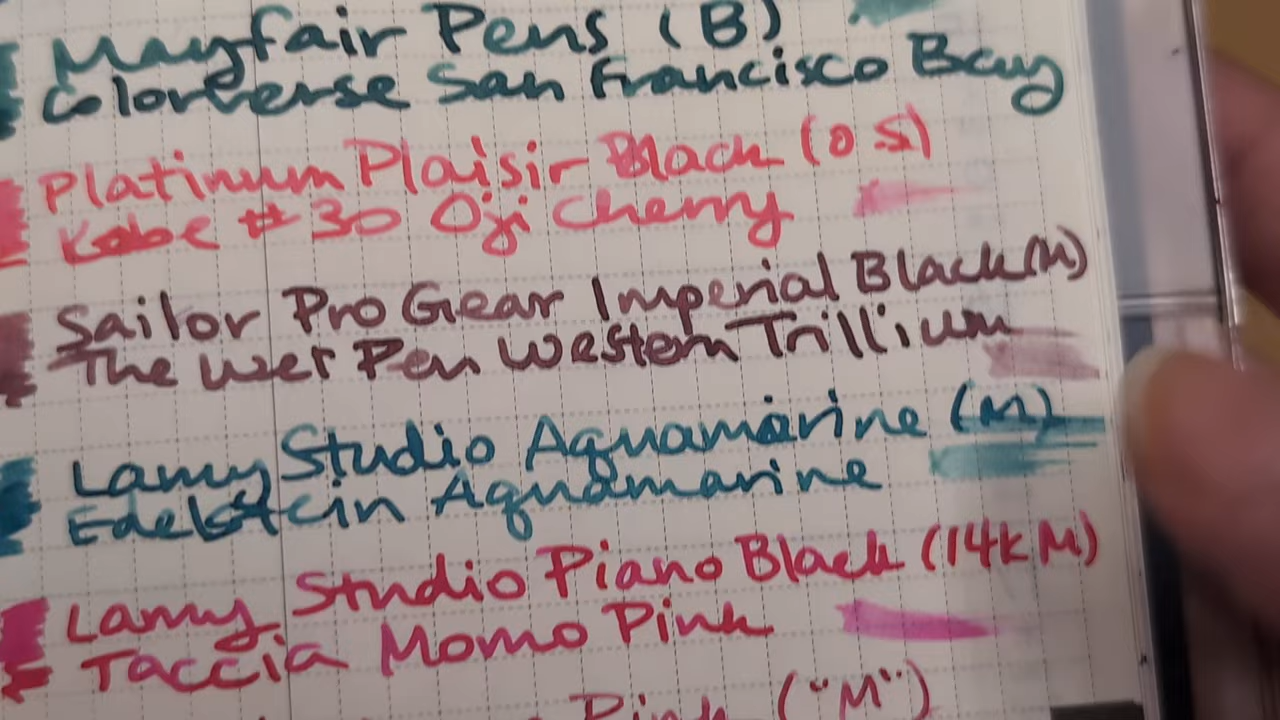 Mayfair Pens (B)
Colorverse San Francisco Bay
Platinum Plaisir Black (0.5)
Kobe #30 Oji Cherry
Sailor Pro Gear Imperial Black (M)
The Wet Pen Western Trillium
Lamy Studio Aquamarine (M)
Edelstein Aquamarine
Lamy Studio Piano Black (14K M)
Taccia Momo Pink
Pink ("M")